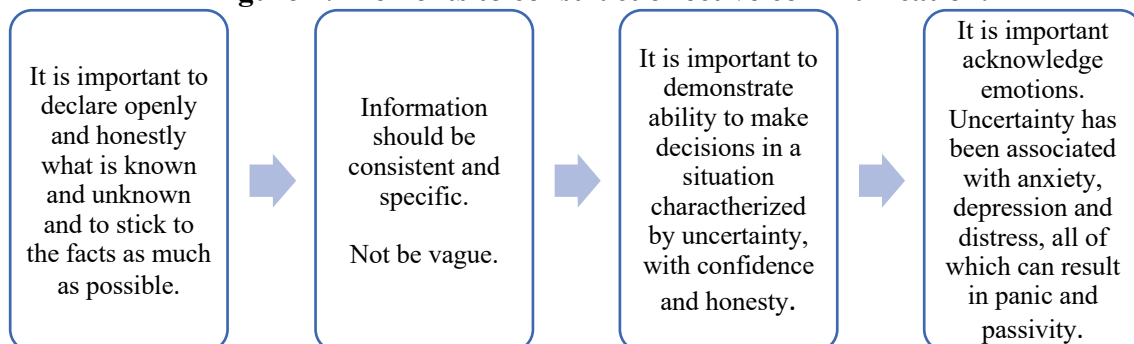 It is important to
declare openly
and honestly
what is known
and unknown
and to stick to
the facts as much
as possible.
Information
should be
consistent and
specific.
Not be vague.
It is important to
demonstrate
ability to make
decisions in a
situation
charactherized
by uncertainty,
with confidence
and honesty.
It is important
acknowledge
emotions.
Uncertainty has
been associated
with anxiety,
depression and
distress, all of
which can result
in panic and
passivity.